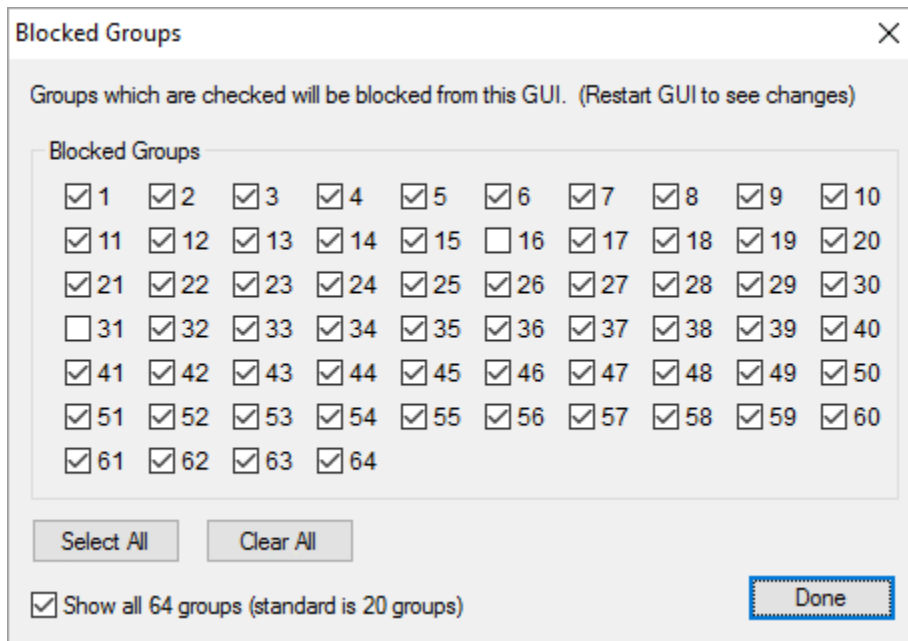 Blocked Groups
Groups which are checked will be blocked from this GUI. (Restart GUI to see changes)
Blocked Groups
1 2 3 4 5 6 7 8 9 10
11 12 13 14 15 16 17 18 19 20
21 22 23 24 25 26 27 28 29 30
31 32 33 34 35 36 37 38 39 40
41 42 43 44 45 46 47 48 49 50
51 52 53 54 55 56 57 58 59 60
61 62 63 64
Select All Clear All
Show all 64 groups (standard is 20 groups)
Done